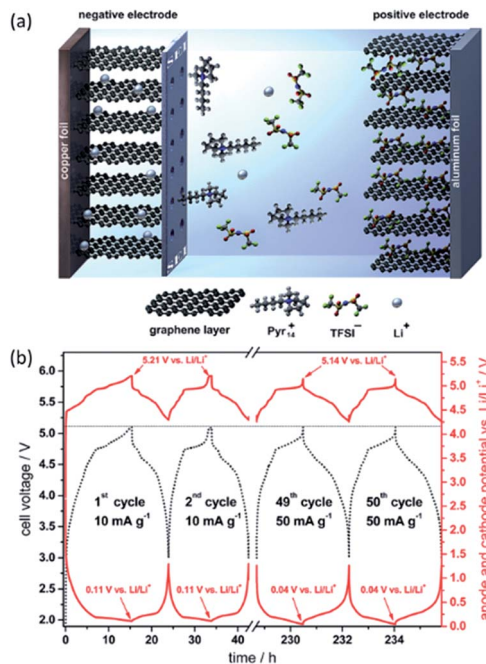 (a)
negative electrode
positive electrode
copper foil
SEI
aluminum foil
graphene layer
Pyr₁₄⁺
TFSI⁻
Li⁺
(b)
5.21 V vs. Li/Li⁺
5.14 V vs. Li/Li⁺
6.0
5.5
5.0
4.5
4.0
3.5
3.0
2.5
2.0
cell voltage / V
1ˢᵗ cycle
10 mA g⁻¹
2ⁿᵈ cycle
10 mA g⁻¹
49ᵗʰ cycle
50 mA g⁻¹
50ᵗʰ cycle
50 mA g⁻¹
0.11 V vs. Li/Li⁺
0.11 V vs. Li/Li⁺
0.04 V vs. Li/Li⁺
0.04 V vs. Li/Li⁺
5.5
5.0
4.5
4.0
3.5
3.0
2.5
2.0
1.5
1.0
0.5
0.0
anode and cathode potential vs. Li/Li⁺ / V
0
10
20
30
40
230
232
234
time / h